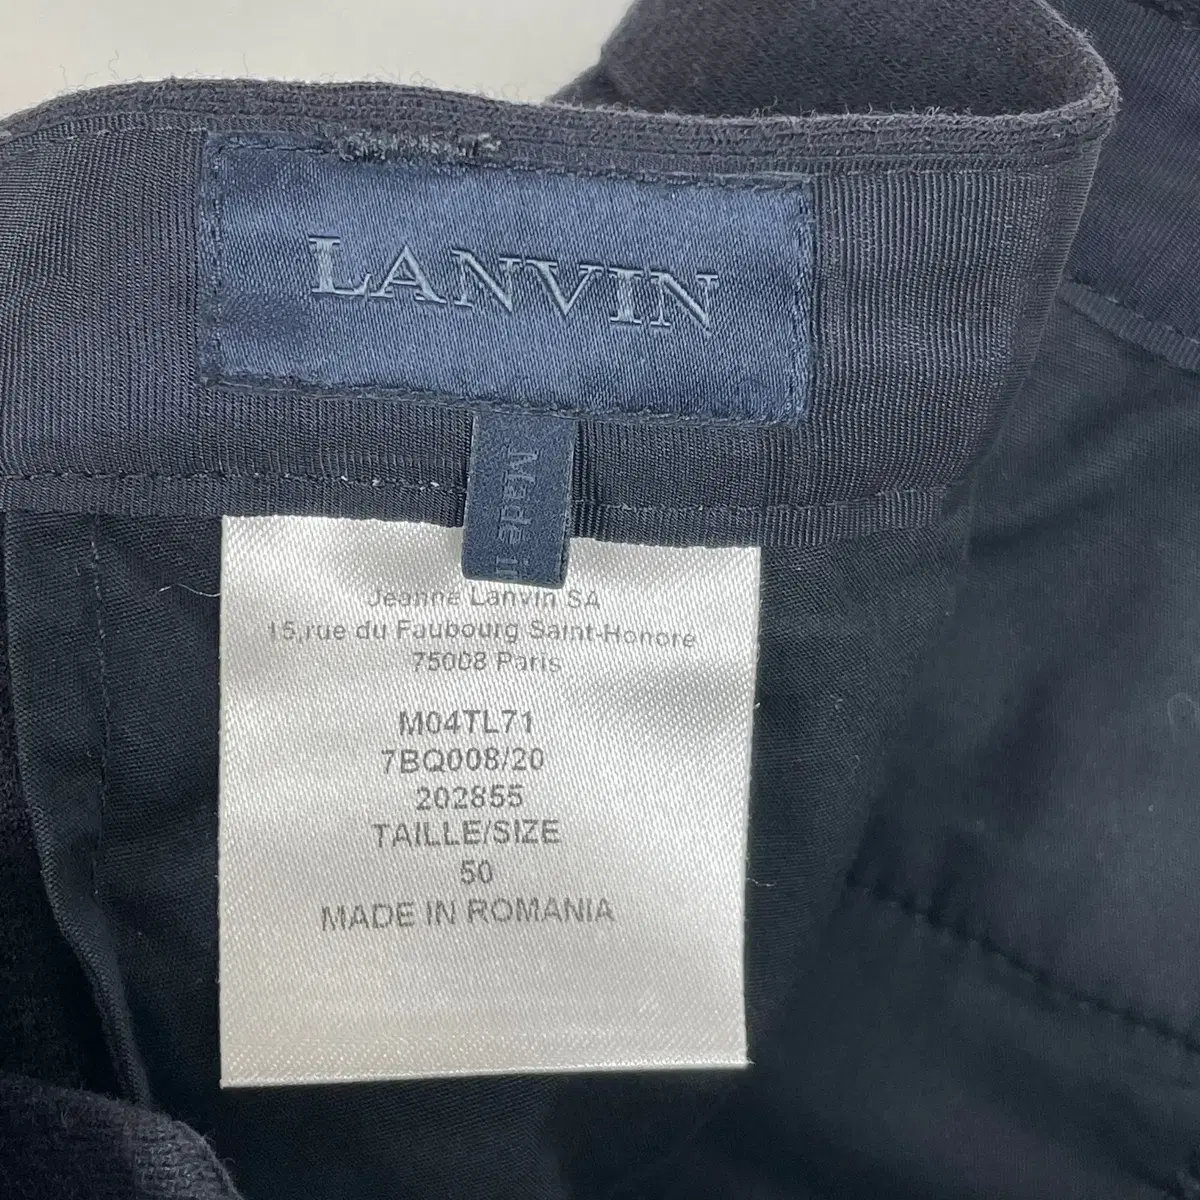 LANVIN
Made in
Jeanne Lanvin SA
15,rue du Faubourg Saint-Honore
75008 Paris
M04TL71
7BQ008/20
202855
TAILLE/SIZE
50
MADE IN ROMANIA